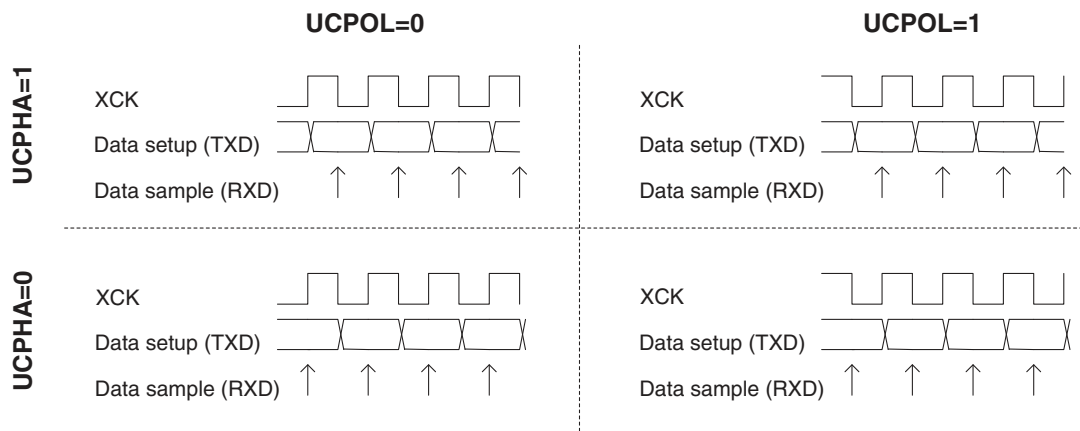 UCPOL=0
UCPOL=1
UCPHA=1
XCK
Data setup (TXD)
Data sample (RXD)
XCK
Data setup (TXD)
Data sample (RXD)
UCPHA=0
XCK
Data setup (TXD)
Data sample (RXD)
XCK
Data setup (TXD)
Data sample (RXD)